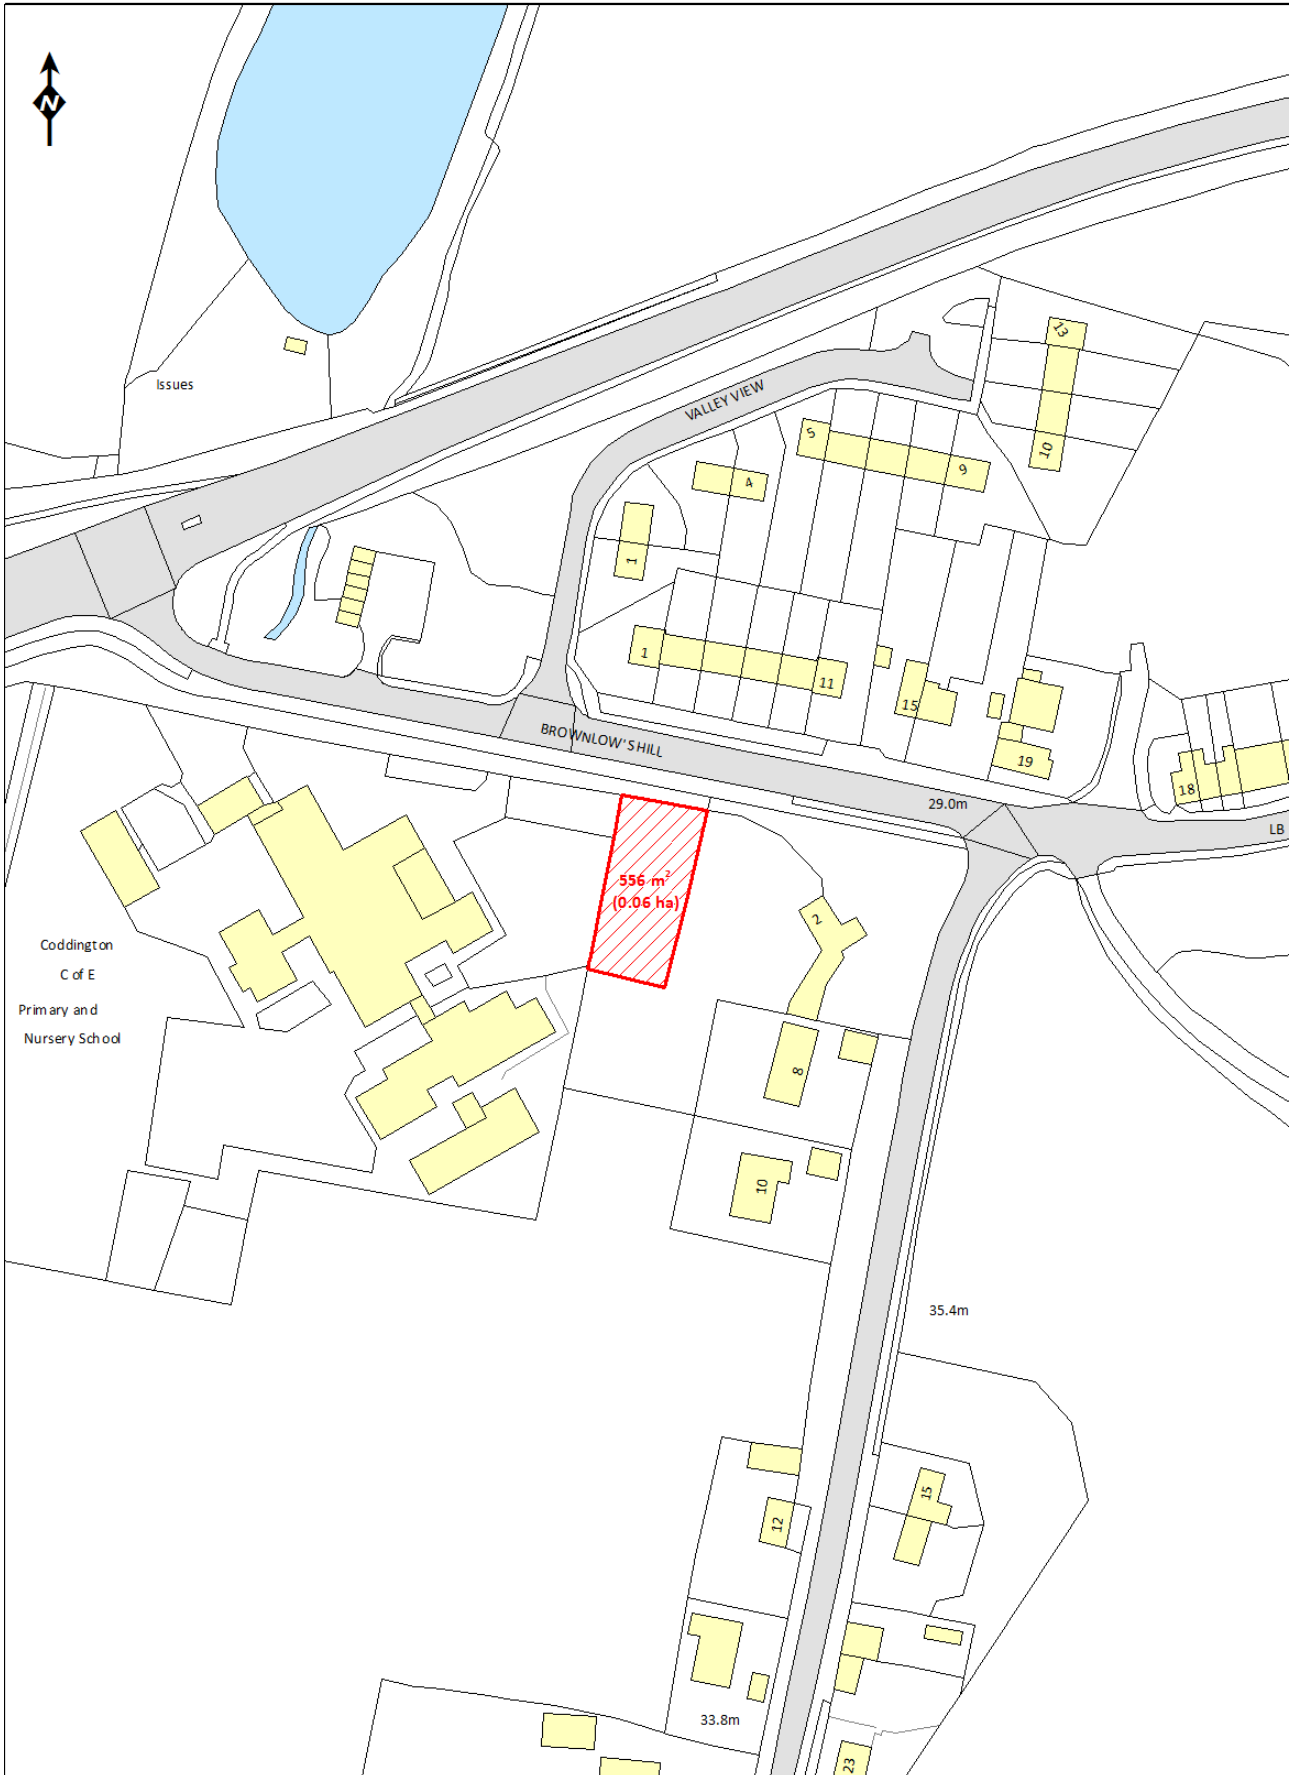 N
Issues
VALLEY VIEW
13
10
5
9
4
1
1
11
15
19
18
BROWNLOW'S HILL
29.0m
LB
556 m²
(0.06 ha)
2
Coddington
C of E
Primary and
Nursery School
8
10
35.4m
15
12
33.8m
23